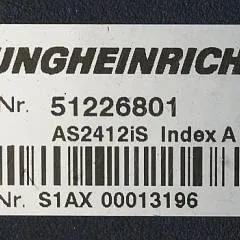 UNGHEINRICH
Nr. 51226801
AS2412iS Index A
Nr. S1AX 00013196